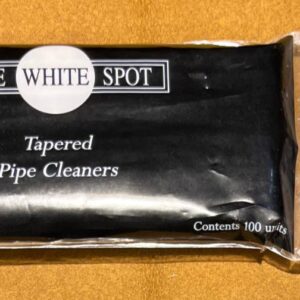 E WHITE SPOT
Tapered
Pipe Cleaners
Contents 100 units